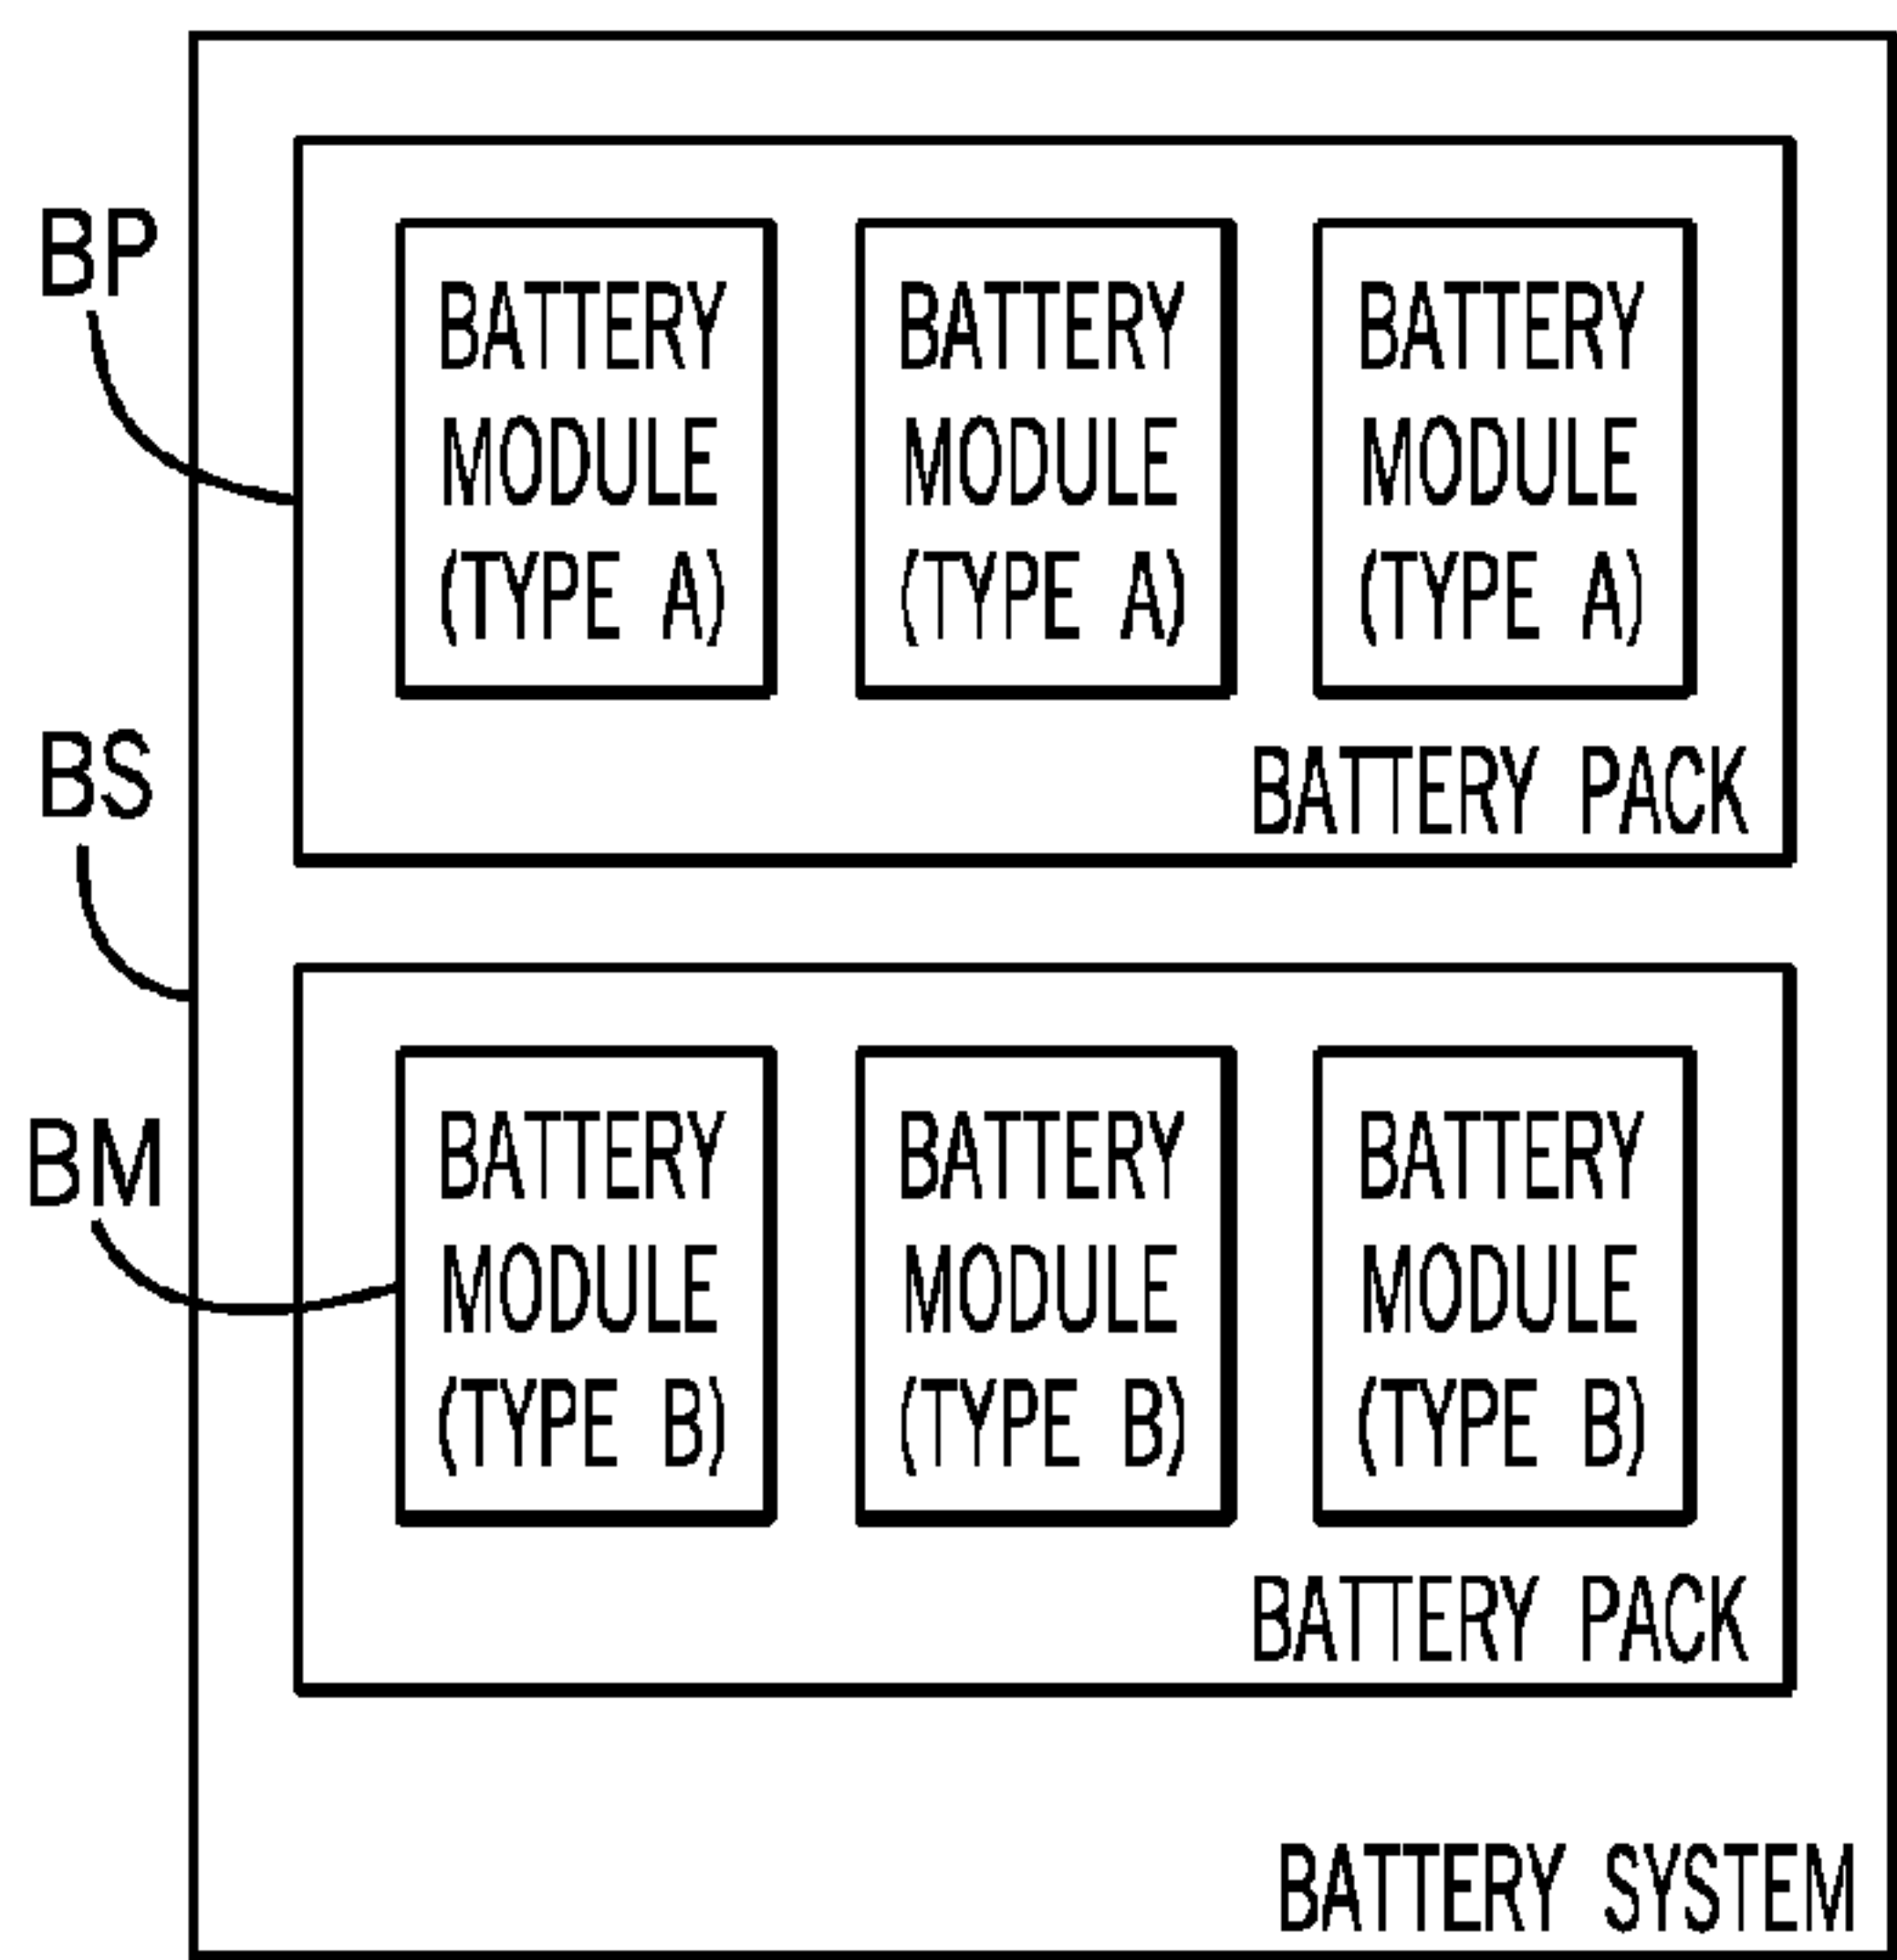 BP
BATTERY MODULE (TYPE A)
BATTERY MODULE (TYPE A)
BATTERY MODULE (TYPE A)
BATTERY PACK
BS
BM
BATTERY MODULE (TYPE B)
BATTERY MODULE (TYPE B)
BATTERY MODULE (TYPE B)
BATTERY PACK
BATTERY SYSTEM